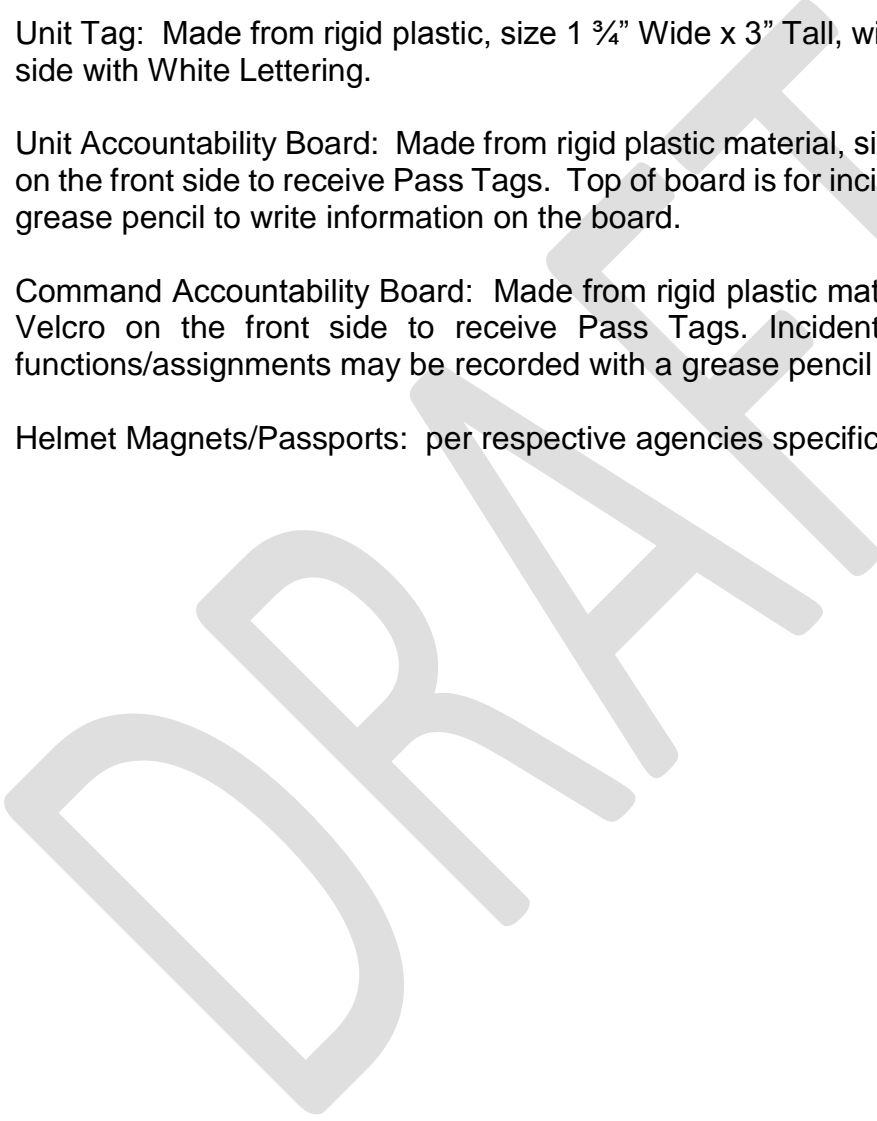 Unit Tag:  Made from rigid plastic, size 1 ¾” Wide x 3” Tall, wi
side with White Lettering.
Unit Accountability Board:  Made from rigid plastic material, si
on the front side to receive Pass Tags.  Top of board is for inci
grease pencil to write information on the board.
Command Accountability Board:  Made from rigid plastic mat
Velcro on the front side to receive Pass Tags. Incident
functions/assignments may be recorded with a grease pencil
Helmet Magnets/Passports:  per respective agencies specific
DRAFT